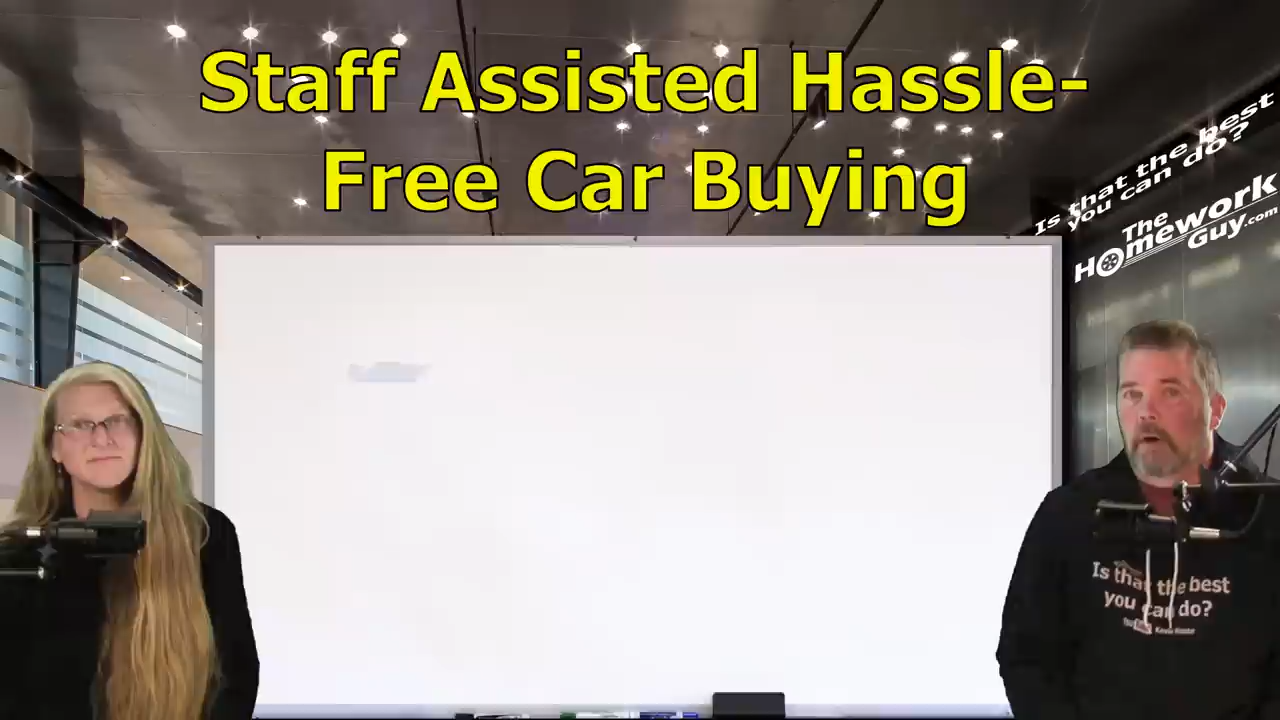 Staff Assisted Hassle-
Free Car Buying
Is that the best
you can do?
The
Homework
Guy.com
Is that the best
you can do?